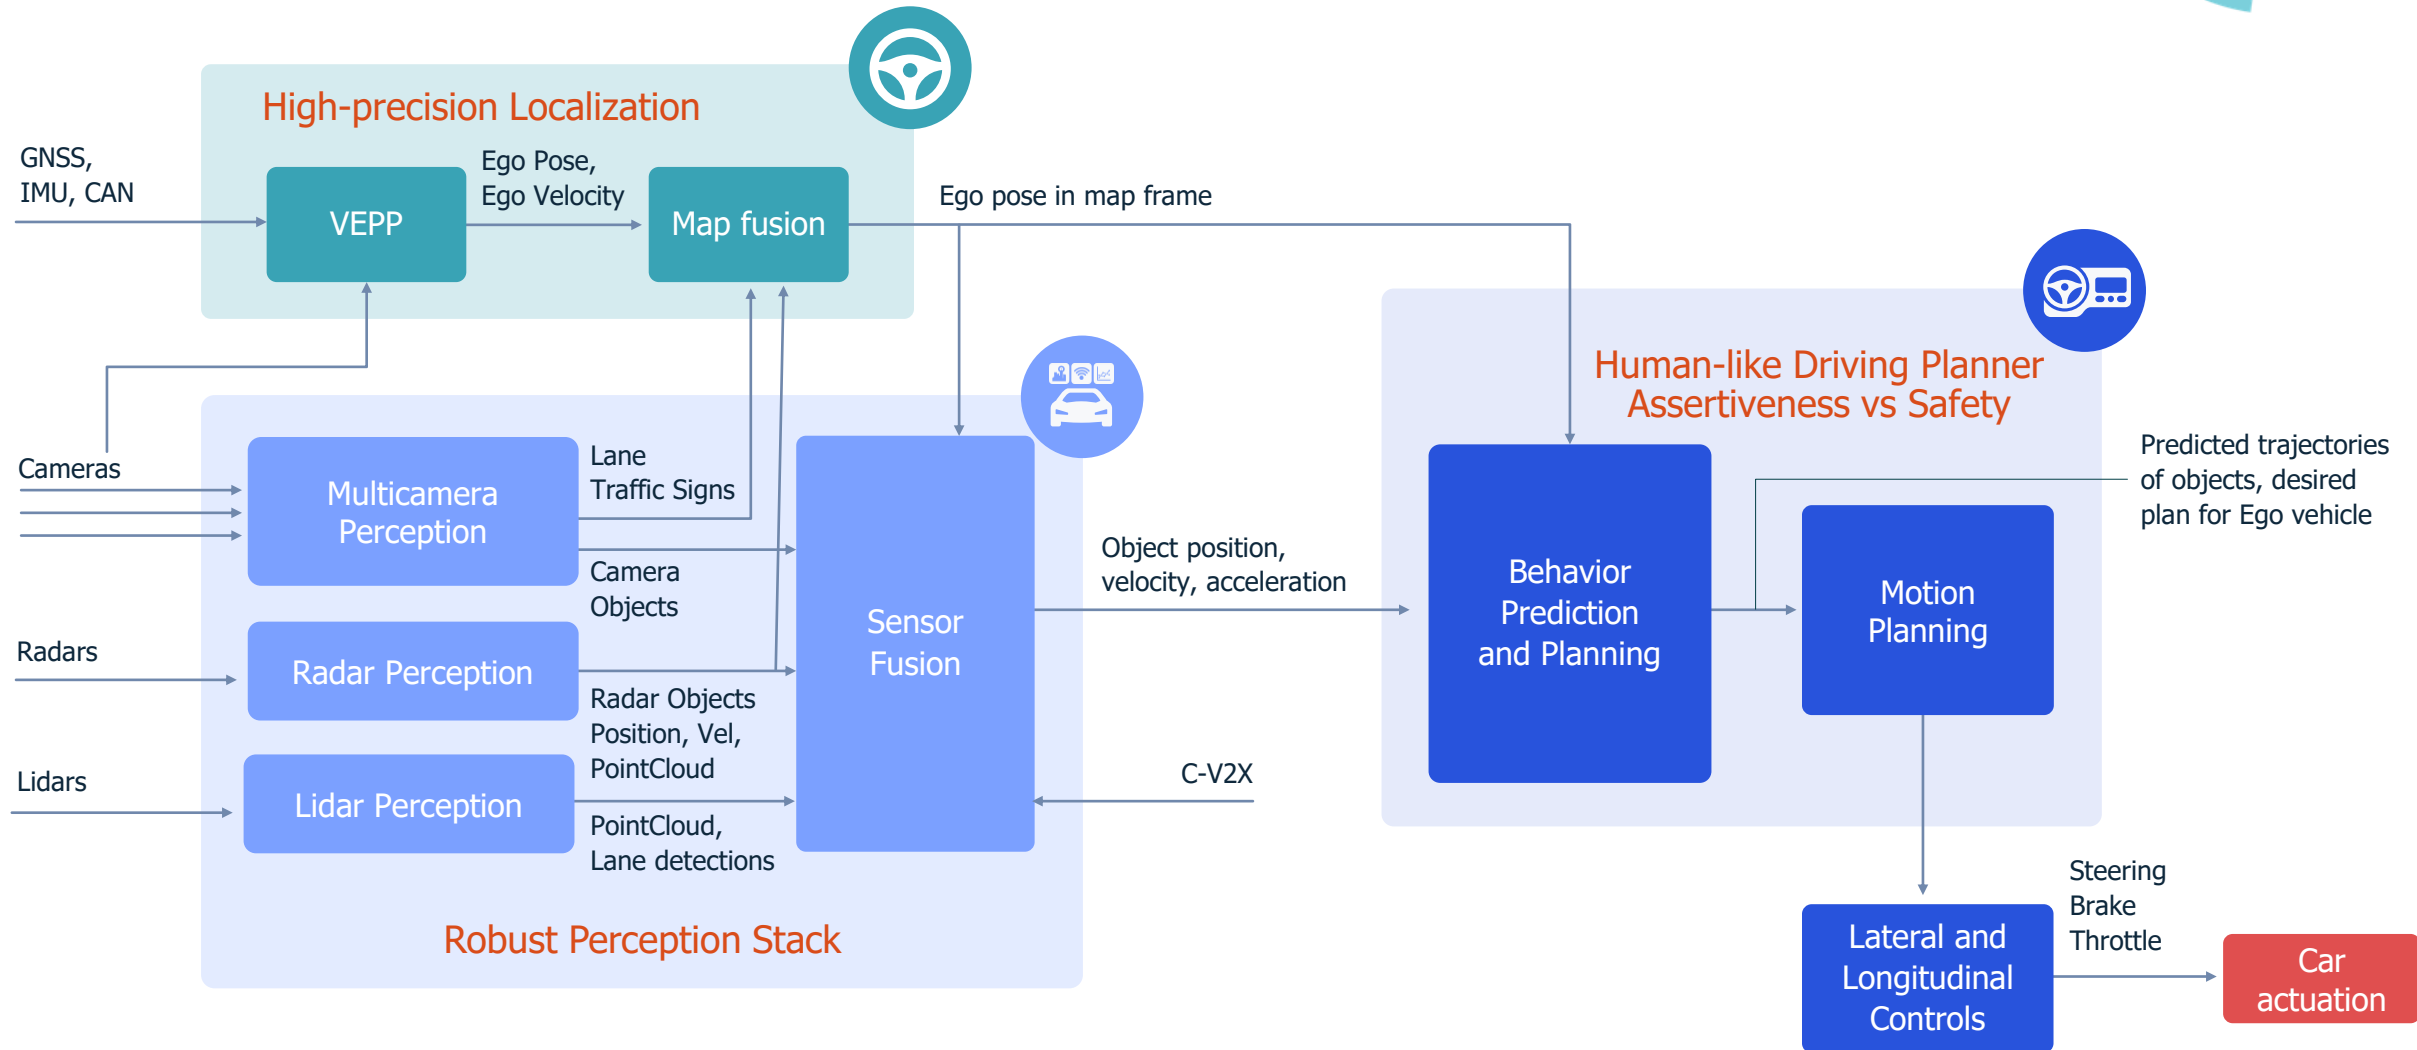 High-precision Localization
GNSS,
IMU, CAN
VEPP
Ego Pose,
Ego Velocity
Map fusion
Ego pose in map frame
Cameras
Multicamera
Perception
Lane
Traffic Signs
Camera
Objects
Radars
Radar Perception
Radar Objects
Position, Vel,
PointCloud
Lidars
Lidar Perception
PointCloud,
Lane detections
Sensor
Fusion
Robust Perception Stack
Object position,
velocity, acceleration
C-V2X
Human-like Driving Planner
Assertiveness vs Safety
Behavior
Prediction
and Planning
Motion
Planning
Predicted trajectories
of objects, desired
plan for Ego vehicle
Lateral and
Longitudinal
Controls
Steering
Brake
Throttle
Car
actuation